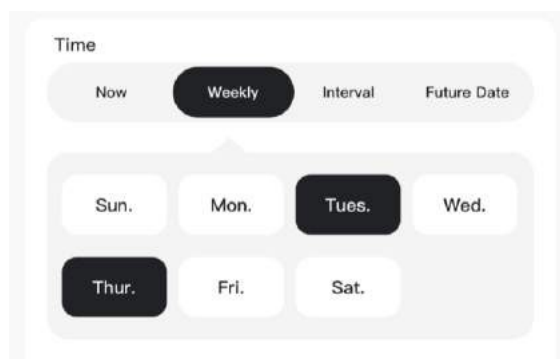 Time
Now Weekly Interval Future Date
Sun. Mon. Tues. Wed.
Thur. Fri. Sat.